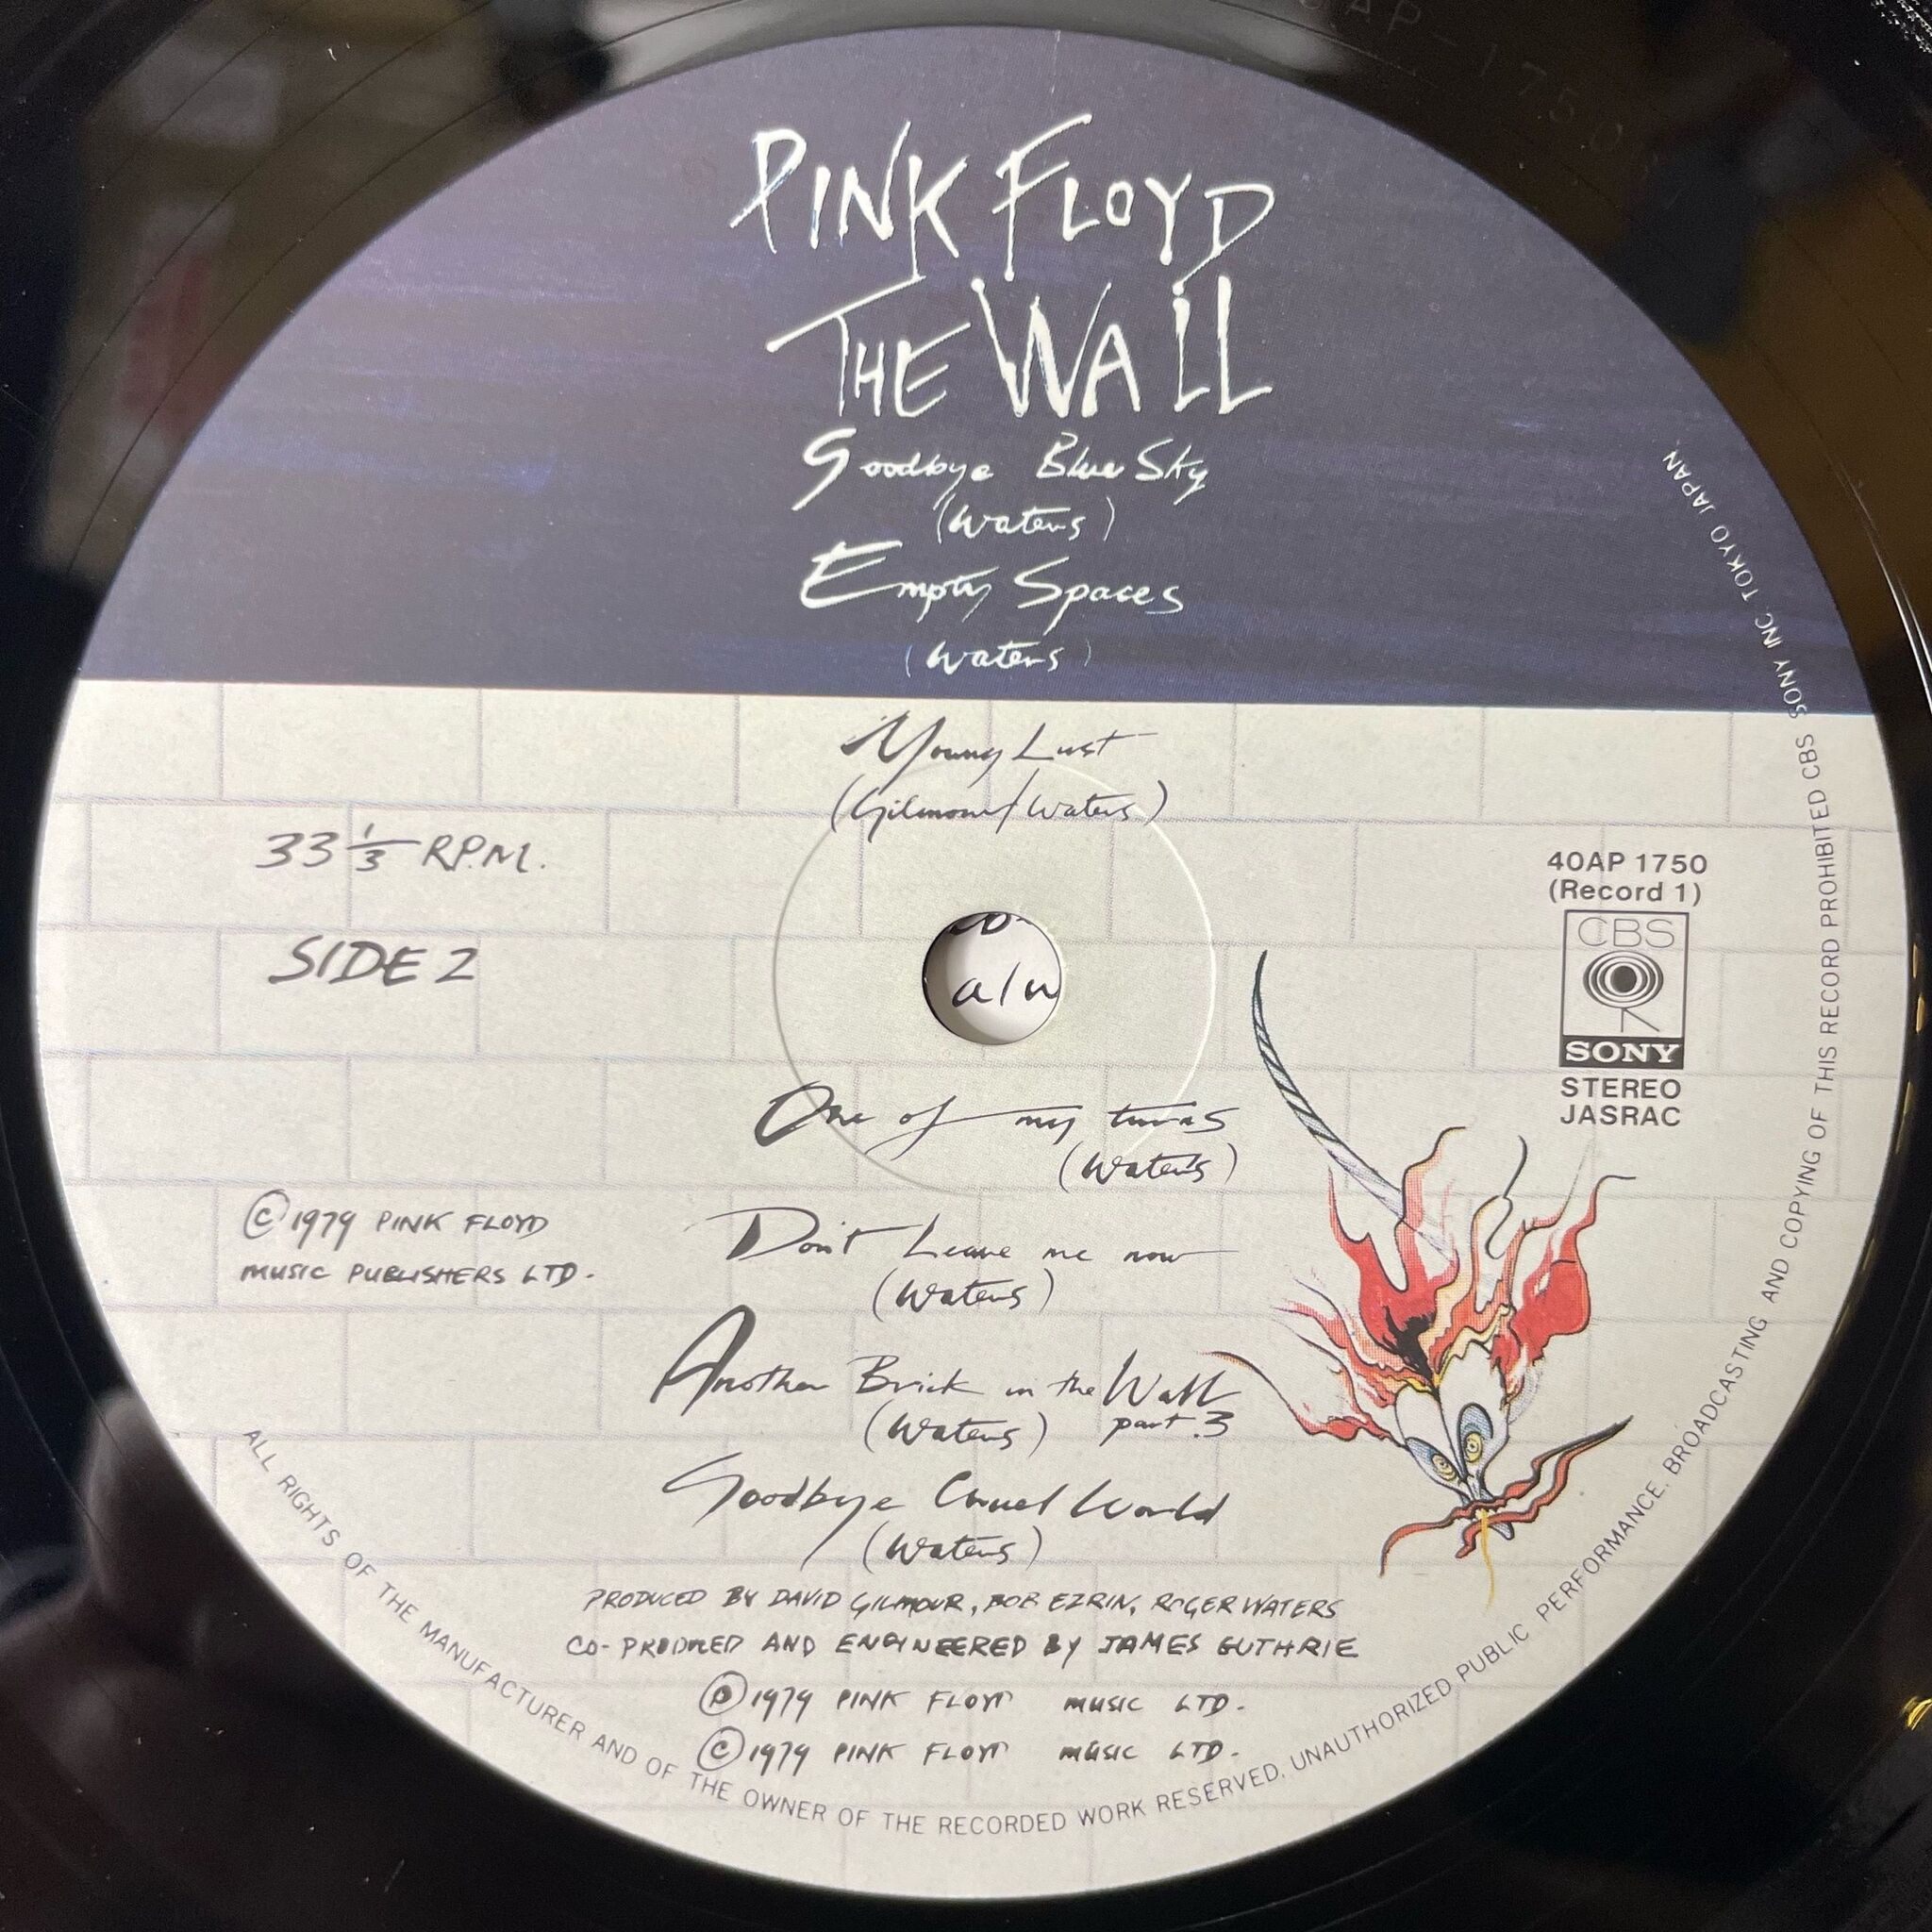 PINK FLOYD
THE WALL
Goodbye Blue Sky
(Waters)
Empty Spaces
(Waters)
Young Lust
(Gilmour/Waters)
33 1/3 R.P.M.
SIDE 2
40AP 1750
(Record 1)
CBS
SONY
STEREO
JASRAC
a/w
One of my turns
(Waters)
Don't Leave me now
(Waters)
Another Brick in the Wall
(Waters) part.3
Goodbye Cruel World
(Waters)
©1979 PINK FLOYD
MUSIC PUBLISHERS LTD.
PRODUCED BY DAVID GILMOUR, BOB EZRIN, ROGER WATERS
CO-PRODUCED AND ENGINEERED BY JAMES GUTHRIE
℗1979 PINK FLOYD MUSIC LTD.
©1979 PINK FLOYD MUSIC LTD.
ALL RIGHTS OF THE MANUFACTURER AND OF THE OWNER OF THE RECORDED WORK RESERVED. UNAUTHORIZED PUBLIC PERFORMANCE, BROADCASTING AND COPYING OF THIS RECORD PROHIBITED CBS SONY INC. TOKYO JAPAN.